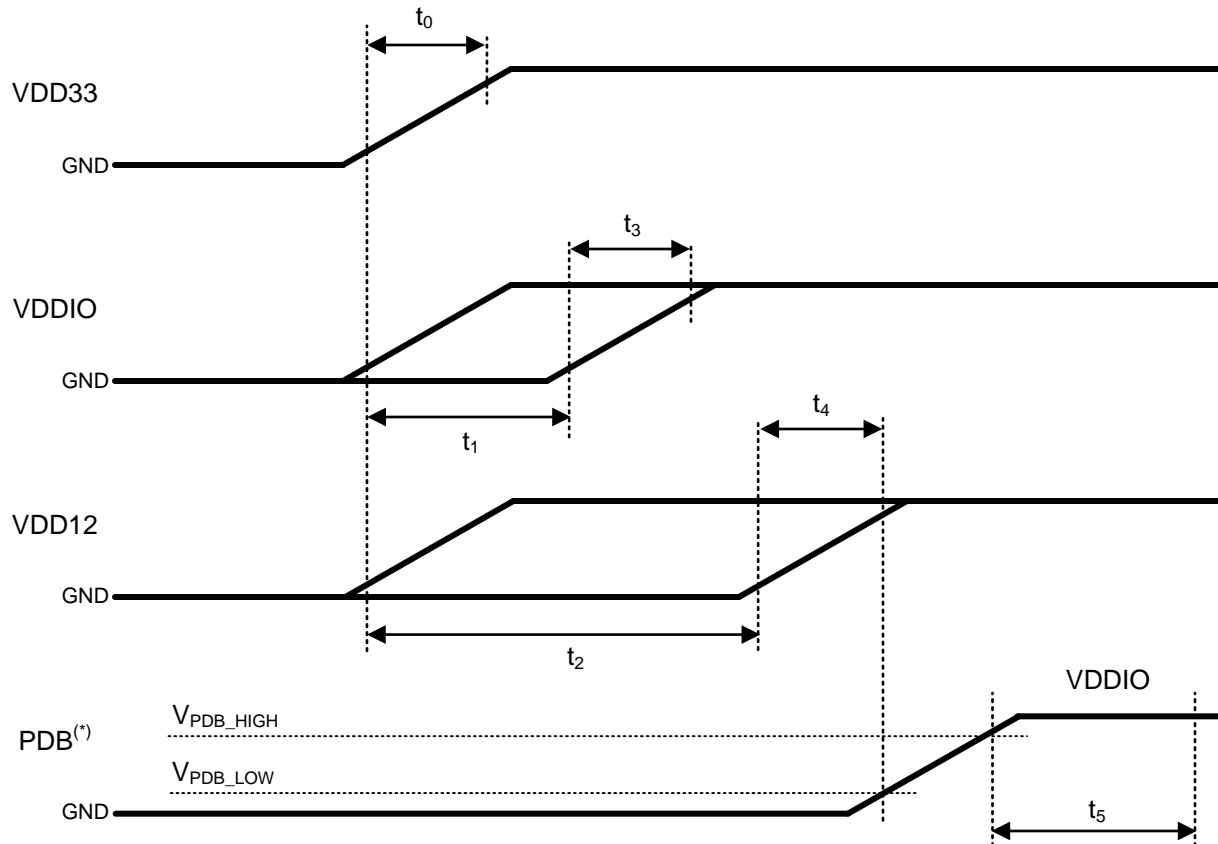 t0
VDD33
GND
t3
VDDIO
GND
t1
t4
VDD12
GND
t2
VDDIO
VPDB_HIGH
PDB(*)
VPDB_LOW
GND
t5